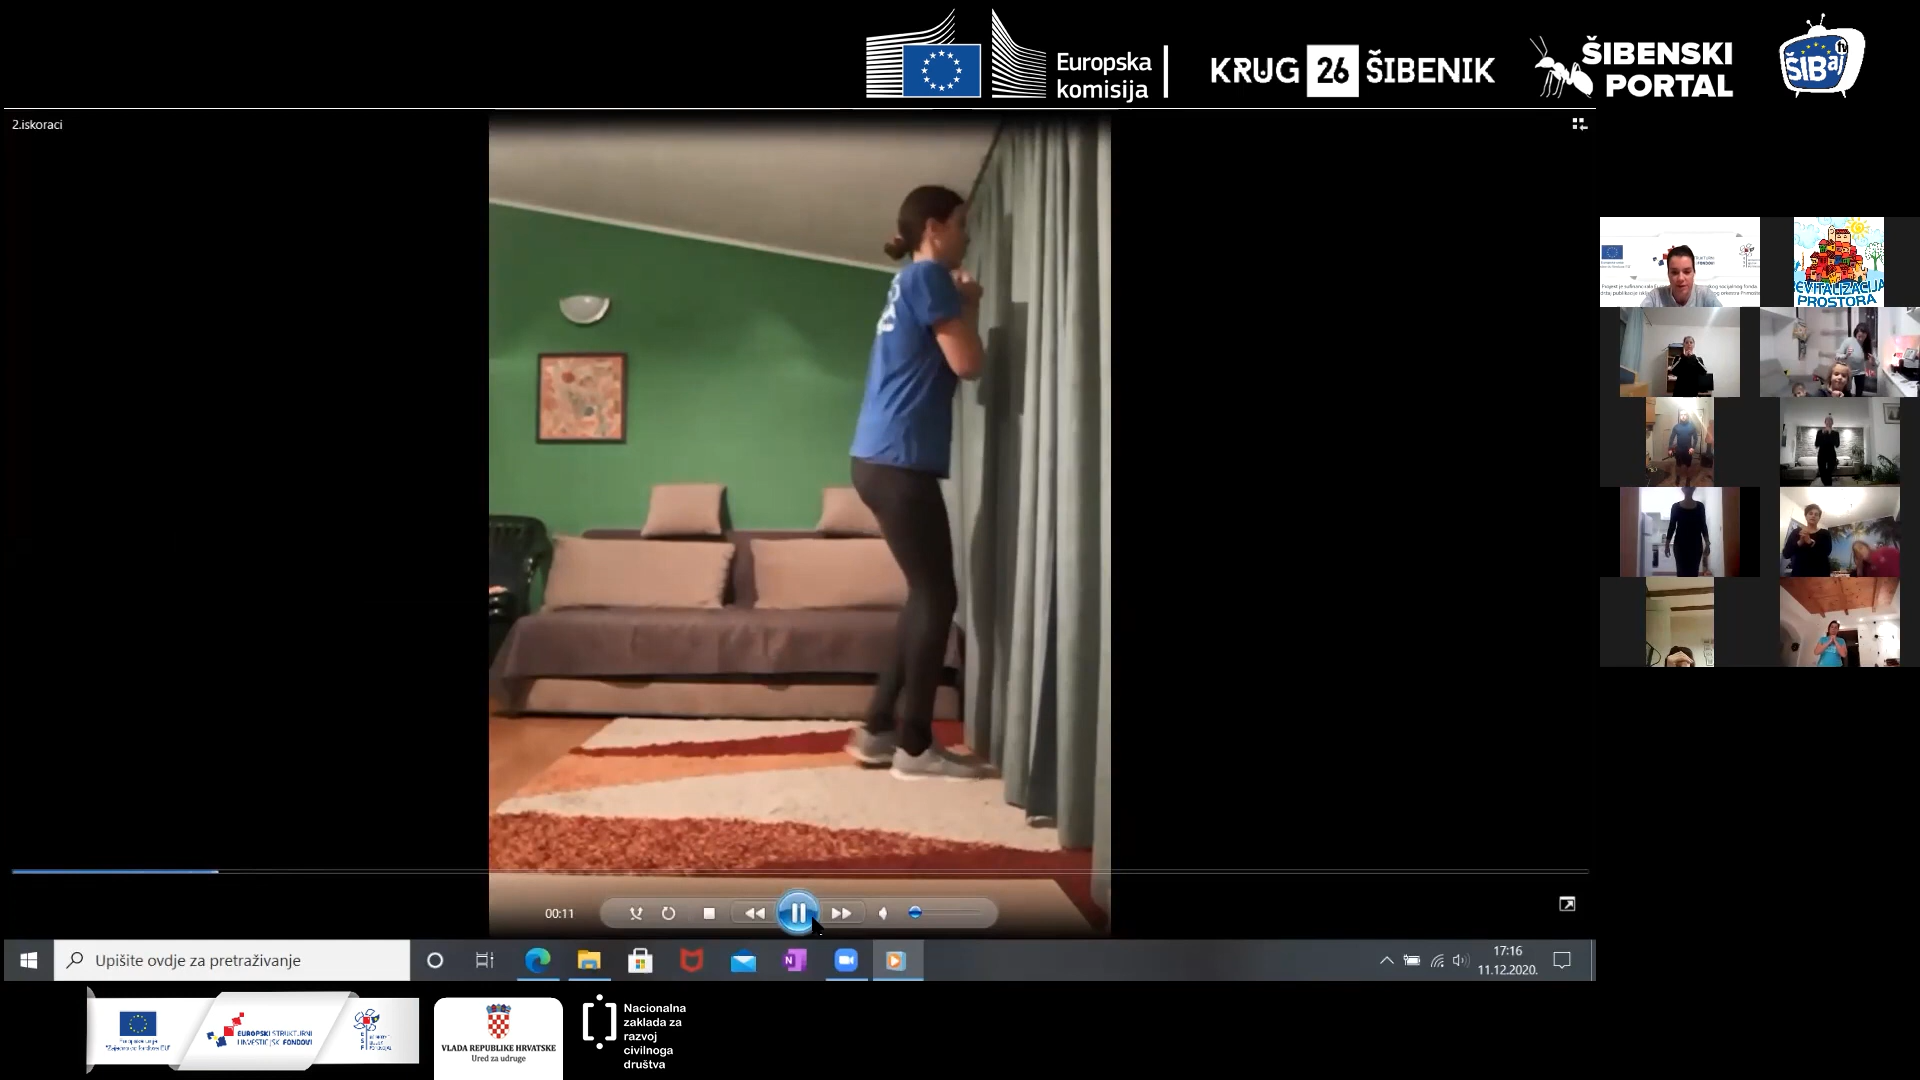 Europska
komisija
KRUG 26 ŠIBENIK
ŠIBENSKI
PORTAL
ŠIBaj
tv
2.iskoraci
REVITALIZACIJA
PROSTORA
00:11
Upišite ovdje za pretraživanje
17:16
11.12.2020.
EUROPSKI STRUKTURNI
I INVESTICIJSKI FONDOVI
VLADA REPUBLIKE HRVATSKE
Ured za udruge
Nacionalna
zaklada za
razvoj
civilnoga
društva